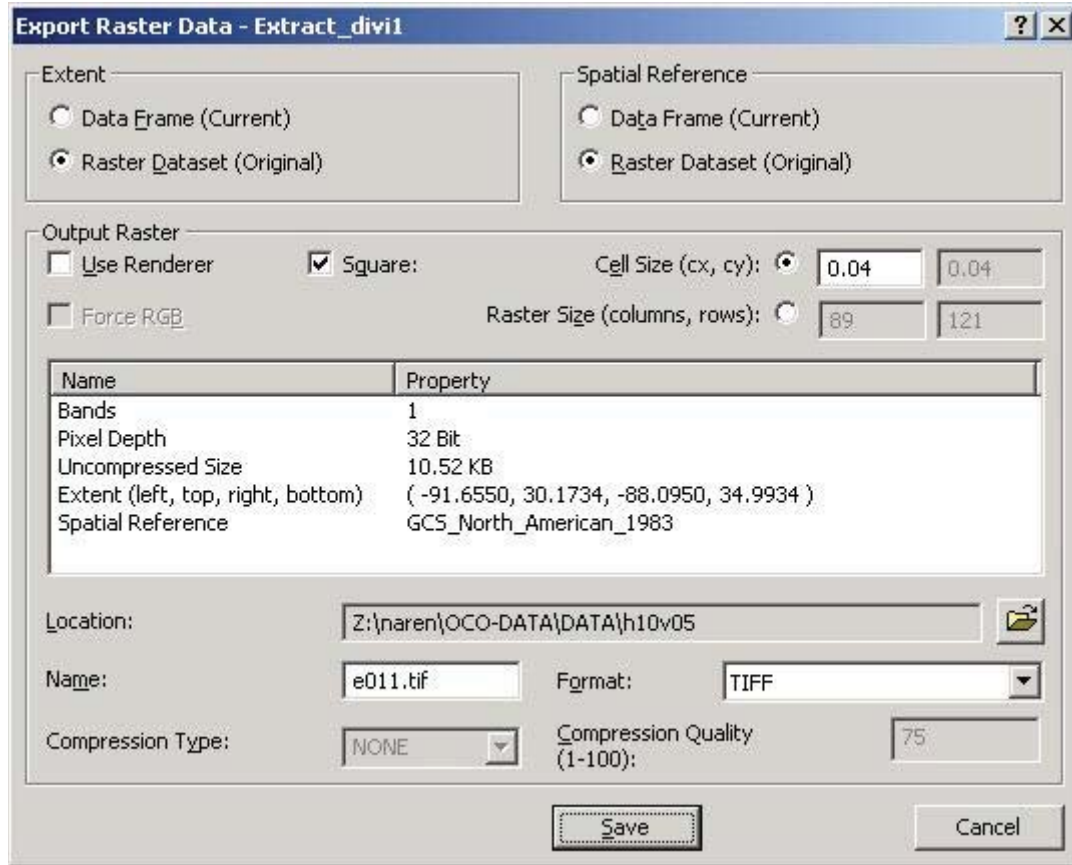 Export Raster Data - Extract_divi1
Extent
Data Frame (Current)
Raster Dataset (Original)
Spatial Reference
Data Frame (Current)
Raster Dataset (Original)
Output Raster
Use Renderer
Square:
Cell Size (cx, cy): 0.04 0.04
Force RGB
Raster Size (columns, rows): 89 121
Name Property
Bands 1
Pixel Depth 32 Bit
Uncompressed Size 10.52 KB
Extent (left, top, right, bottom) ( -91.6550, 30.1734, -88.0950, 34.9934 )
Spatial Reference GCS_North_American_1983
Location: Z:\naren\OCO-DATA\DATA\h10v05
Name: e011.tif Format: TIFF
Compression Type: NONE Compression Quality (1-100): 75
Save Cancel